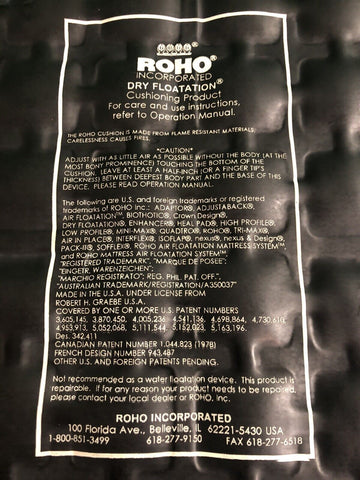 ROHO®
INCORPORATED
DRY FLOATATION®
Cushioning Product
For care and use instructions,
refer to Operation Manual.
THE ROHO CUSHION IS MADE FROM FLAME RESISTANT MATERIALS.
CARELESSNESS CAUSES FIRES.
"CAUTION"
ADJUST WITH AS LITTLE AIR AS POSSIBLE WITHOUT THE BODY (AT THE
MOST BONY PROMINENCE) TOUCHING THE BOTTOM OF THE
CUSHION. LEAVE AT LEAST A HALF-INCH (OR A FINGER TIP'S
THICKNESS) BETWEEN DEEPEST BODY PART AND THE BASE OF THIS
DEVICE. PLEASE READ OPERATION MANUAL.
The following are U.S. and foreign trademarks or registered
trademarks of ROHO Inc.: ADAPTOR®, ADJUSTABACK®,
AIR FLOATATION™, BIOTHOTIC®, Crown Design®,
DRY FLOATATION®, ENHANCER®, HEAL PAD®, HIGH PROFILE®,
LOW PROFILE®, MINI-MAX®, QUADTRO®, ROHO®, TRI-MAX®,
AIR IN PLACE®, INTERFLEX®, ISOFLAP®, nexus®, nexus & Design®,
PACK-IT®, SOFFLEX®, ROHO AIR FLOATATION MATTRESS SYSTEM™,
and ROHO MATTRESS AIR FLOATATION SYSTEM™.
"REGISTERED TRADEMARK", "MARQUE DE POSSE";
"EINGETR, WARENZEICHEN";
"MARCHIO REGISTRATO"; REG. PHIL. PAT. OFF.",
"AUSTRALIAN TRADEMARK/REGISTRATION/A350037"
MADE IN THE U.S.A. UNDER LICENSE FROM
ROBERT H. GRAEBE U.S.A.
COVERED BY ONE OR MORE U.S. PATENT NUMBERS
3,605,145, 3,870,450, 4,005,236, 4,541,136, 4,698,864, 4,730,610,
4,953,913, 5,052,068, 5,111,544, 5,152,023, 5,163,196.
Des. 342,411
CANADIAN PATENT NUMBER 1,044,823 (1978)
FRENCH DESIGN NUMBER 943,487
OTHER U.S. AND FOREIGN PATENTS PENDING.
Not recommended as a water floatation device. This product is
repairable. If for any reason your product needs to be repaired,
please contact your local dealer or ROHO, Inc.
ROHO INCORPORATED
100 Florida Ave., Belleville, IL 62221-5430 USA
1-800-851-3499 618-277-9150 FAX 618-277-6518